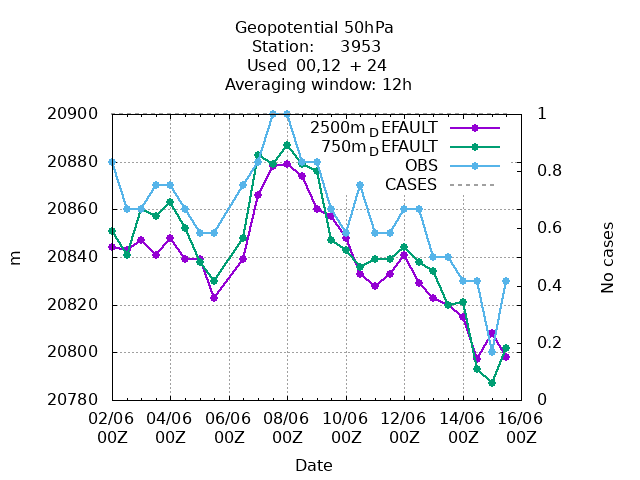 Geopotential 50hPa
Station: 3953
Used 00,12 + 24
Averaging window: 12h
20900
20880
20860
20840
20820
20800
20780
m
1
0.8
0.6
0.4
0.2
0
No cases
2500mDEFAULT
750mDEFAULT
OBS
CASES
02/06 04/06 06/06 08/06 10/06 12/06 14/06 16/06
00Z 00Z 00Z 00Z 00Z 00Z 00Z 00Z
Date